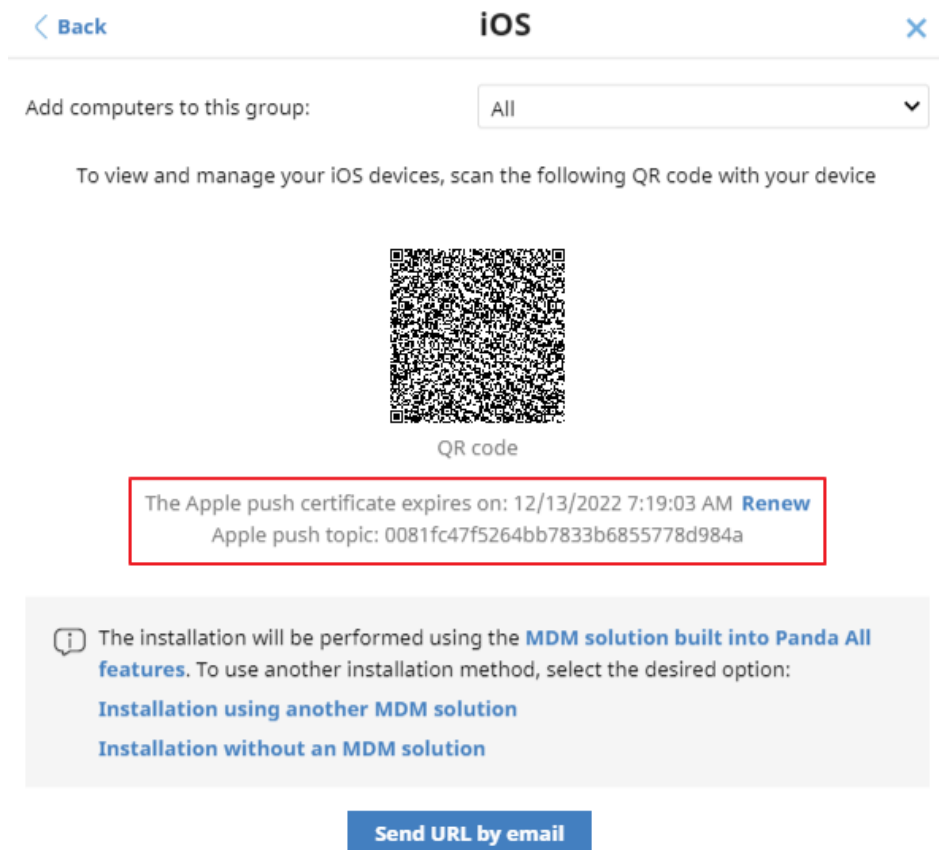 Back
iOS
Add computers to this group:
All
To view and manage your iOS devices, scan the following QR code with your device
QR code
The Apple push certificate expires on: 12/13/2022 7:19:03 AM Renew
Apple push topic: 0081fc47f5264bb7833b6855778d984a
The installation will be performed using the MDM solution built into Panda All
features. To use another installation method, select the desired option:
Installation using another MDM solution
Installation without an MDM solution
Send URL by email